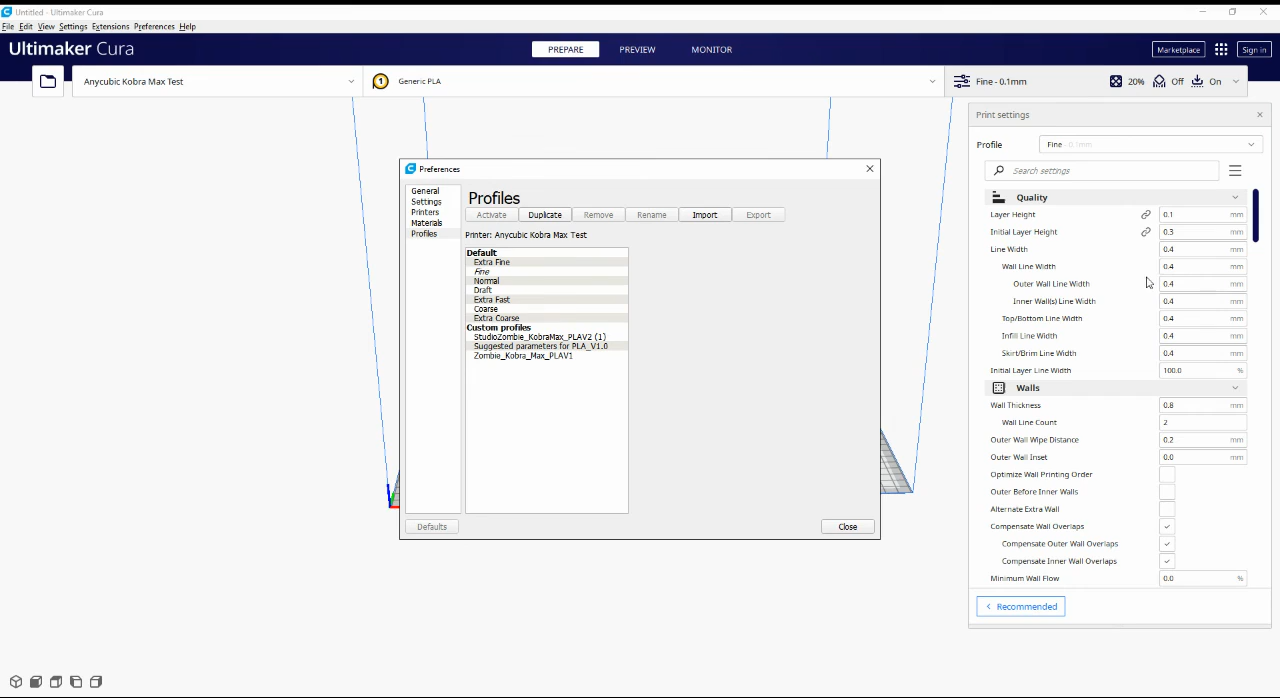 Untitled - Ultimaker Cura
File Edit View Settings Extensions Preferences Help
Ultimaker Cura
PREPARE PREVIEW MONITOR
Marketplace Sign in
Anycubic Kobra Max Test
1 Generic PLA
Fine - 0.1mm 20% Off On
Print settings
Profile Fine - 0.1mm
Search settings
Quality
Layer Height 0.1 mm
Initial Layer Height 0.3 mm
Line Width 0.4 mm
Wall Line Width 0.4 mm
Outer Wall Line Width 0.4 mm
Inner Wall(s) Line Width 0.4 mm
Top/Bottom Line Width 0.4 mm
Infill Line Width 0.4 mm
Skirt/Brim Line Width 0.4 mm
Initial Layer Line Width 100.0 %
Walls
Wall Thickness 0.8 mm
Wall Line Count 2
Outer Wall Wipe Distance 0.2 mm
Outer Wall Inset 0.0 mm
Optimize Wall Printing Order
Outer Before Inner Walls
Alternate Extra Wall
Compensate Wall Overlaps
Compensate Outer Wall Overlaps
Compensate Inner Wall Overlaps
Minimum Wall Flow 0.0 %
Recommended
Preferences
General
Settings
Printers
Materials
Profiles
Profiles
Activate Duplicate Remove Rename Import Export
Printer: Anycubic Kobra Max Test
Default
Extra Fine
Fine
Normal
Draft
Extra Fast
Coarse
Extra Coarse
Custom profiles
StudioZombie_KobraMax_PLAV2 (1)
Suggested parameters for PLA_V1.0
Zombie_Kobra_Max_PLAV1
Defaults Close